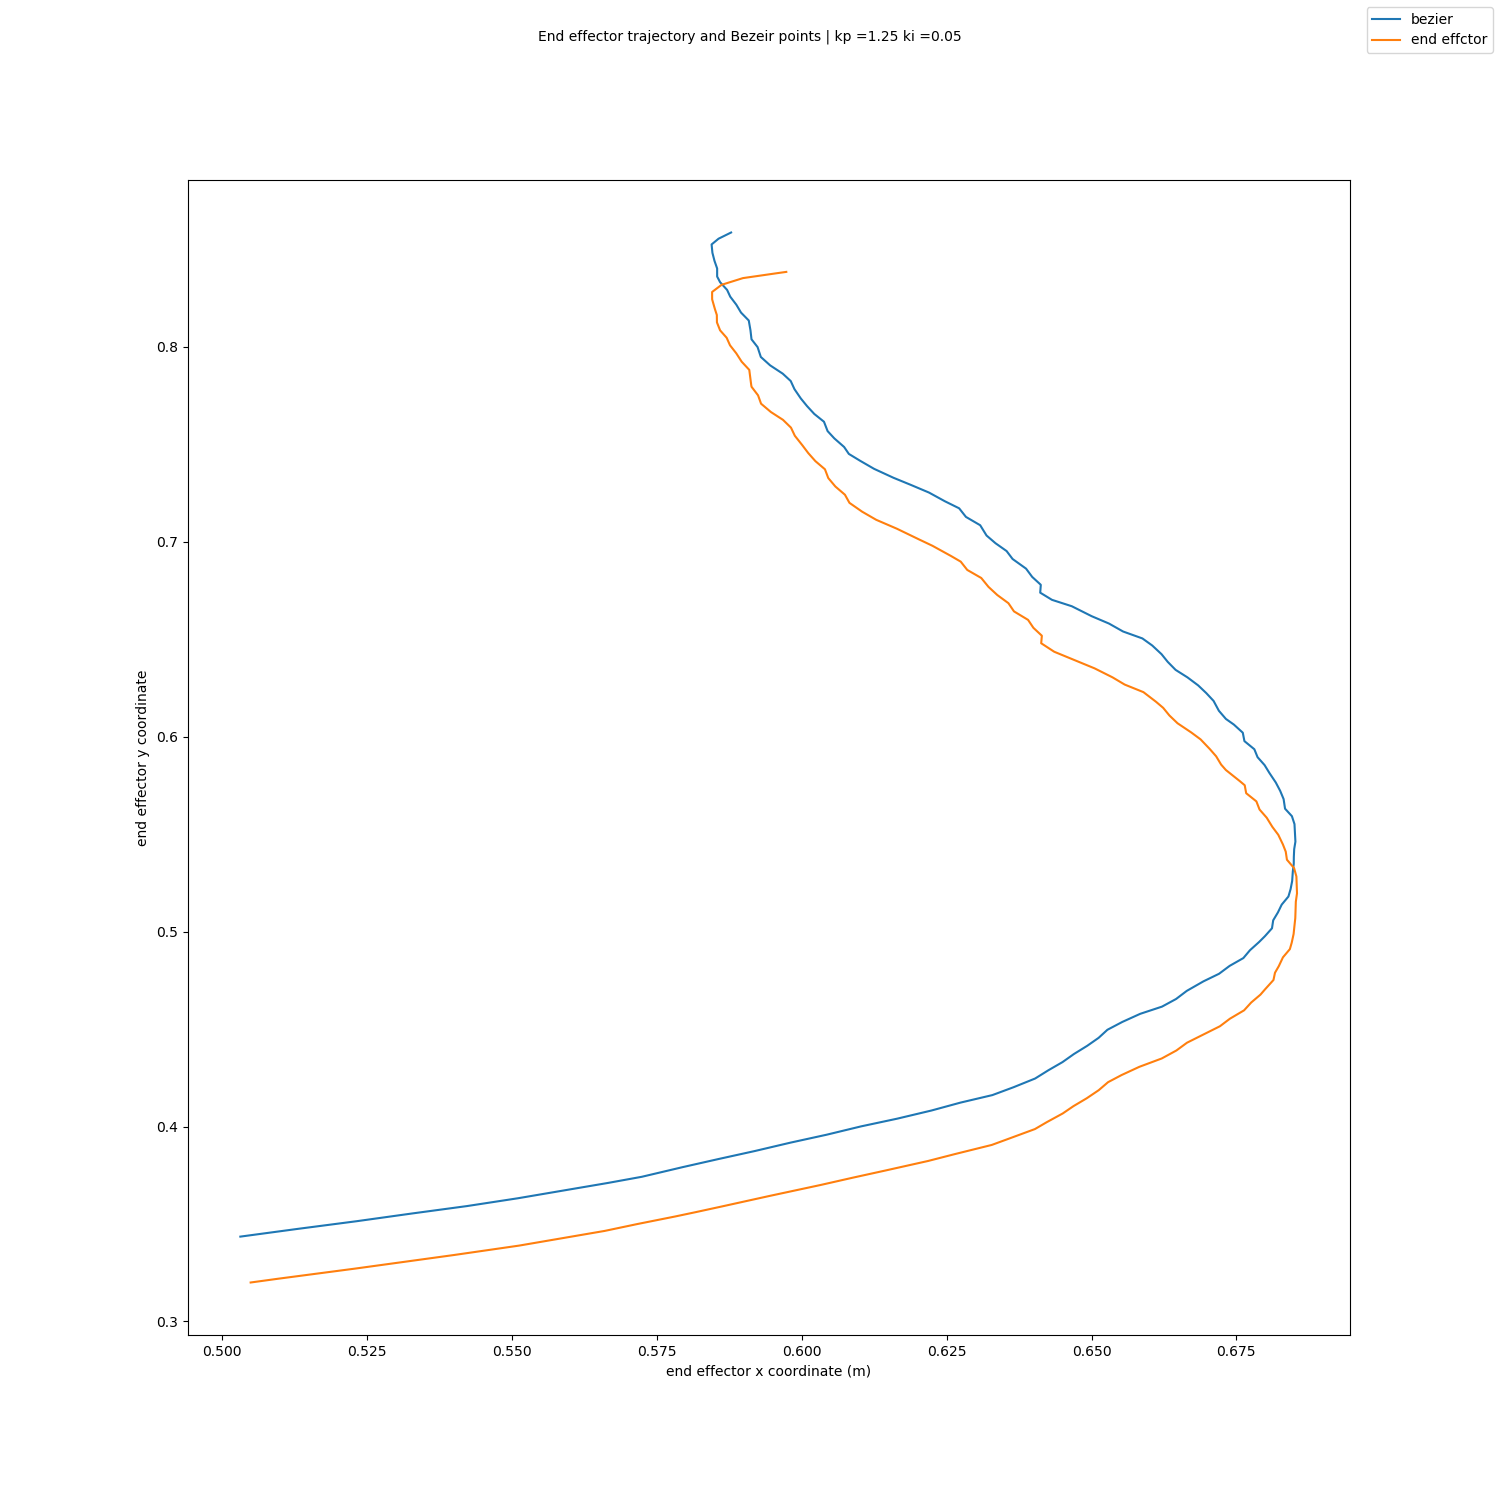 End effector trajectory and Bezeir points | kp =1.25 ki =0.05
bezier
end effctor
0.8
0.7
0.6
0.5
0.4
0.3
end effector y coordinate
0.500 0.525 0.550 0.575 0.600 0.625 0.650 0.675
end effector x coordinate (m)